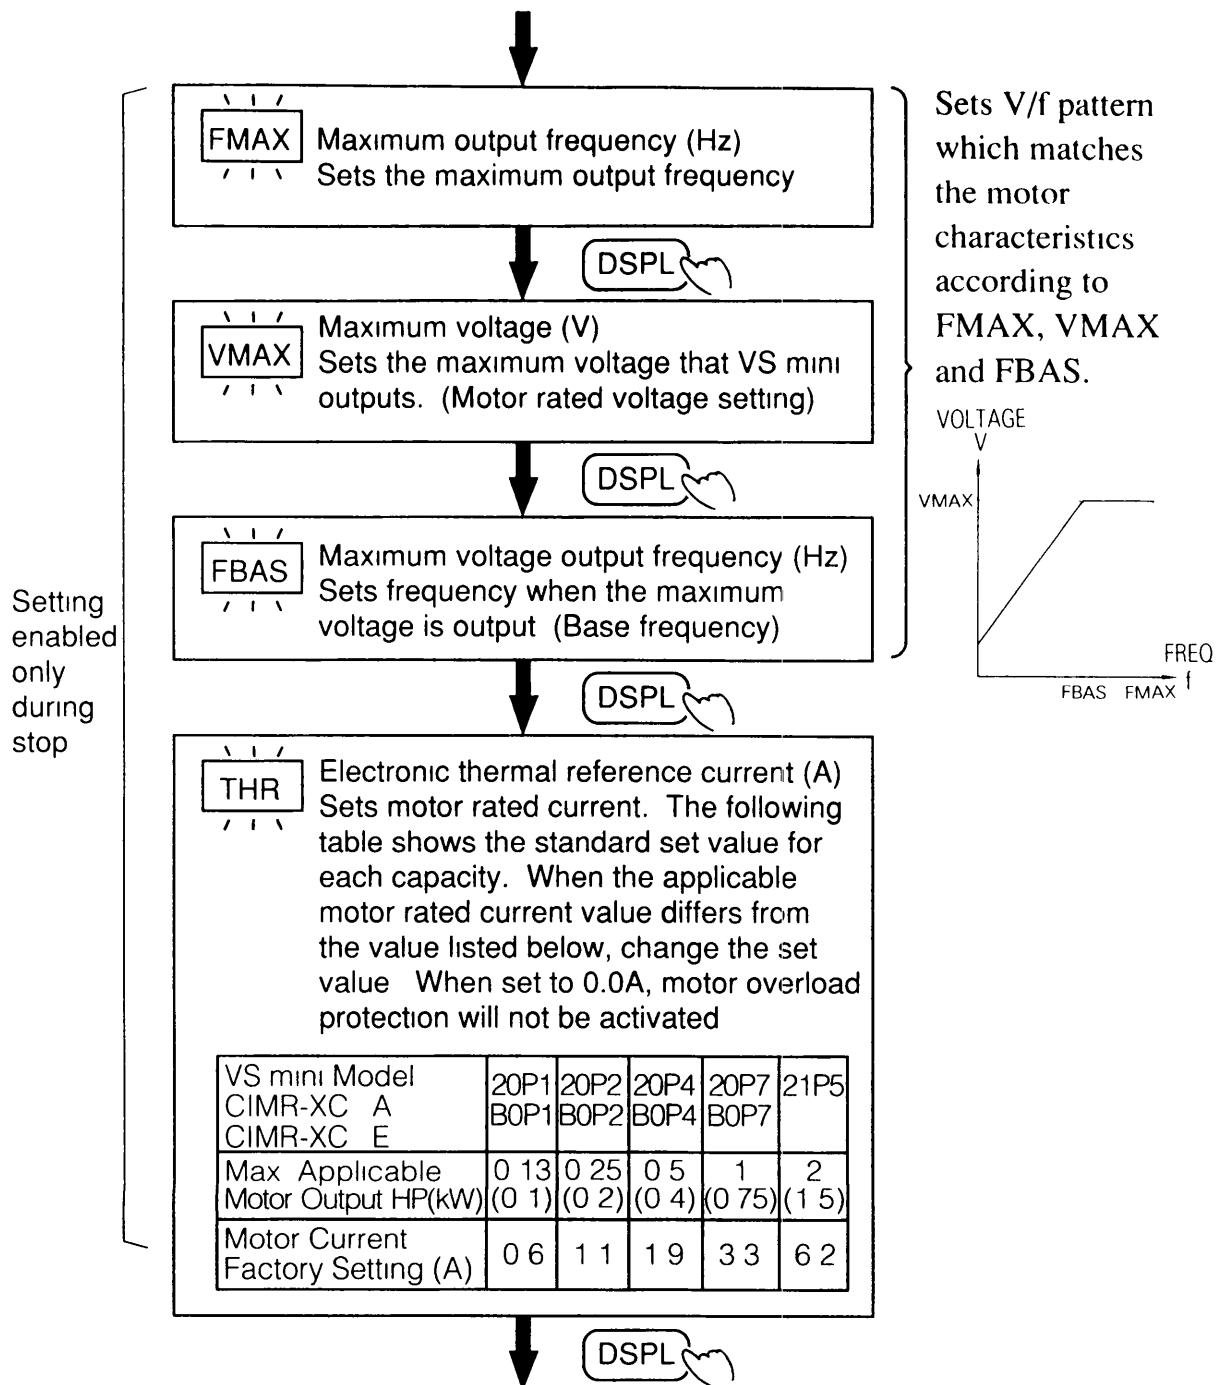 FMAX
Maximum output frequency (Hz)
Sets the maximum output frequency
DSPL
VMAX
Maximum voltage (V)
Sets the maximum voltage that VS mini
outputs. (Motor rated voltage setting)
DSPL
FBAS
Maximum voltage output frequency (Hz)
Sets frequency when the maximum
voltage is output (Base frequency)
DSPL
THR
Electronic thermal reference current (A)
Sets motor rated current. The following
table shows the standard set value for
each capacity. When the applicable
motor rated current value differs from
the value listed below, change the set
value When set to 0.0A, motor overload
protection will not be activated
VS mini Model
CIMR-XC A
CIMR-XC E
20P1 20P2 20P4 20P7 21P5
B0P1 B0P2 B0P4 B0P7
Max Applicable 0 13 0 25 0 5 1 2
Motor Output HP(kW) (0 1) (0 2) (0 4) (0 75) (1 5)
Motor Current
Factory Setting (A)
0 6 1 1 1 9 3 3 6 2
DSPL
Setting
enabled
only
during
stop
Sets V/f pattern
which matches
the motor
characteristics
according to
FMAX, VMAX
and FBAS.
VOLTAGE
V
VMAX
FREQ
FBAS FMAX f